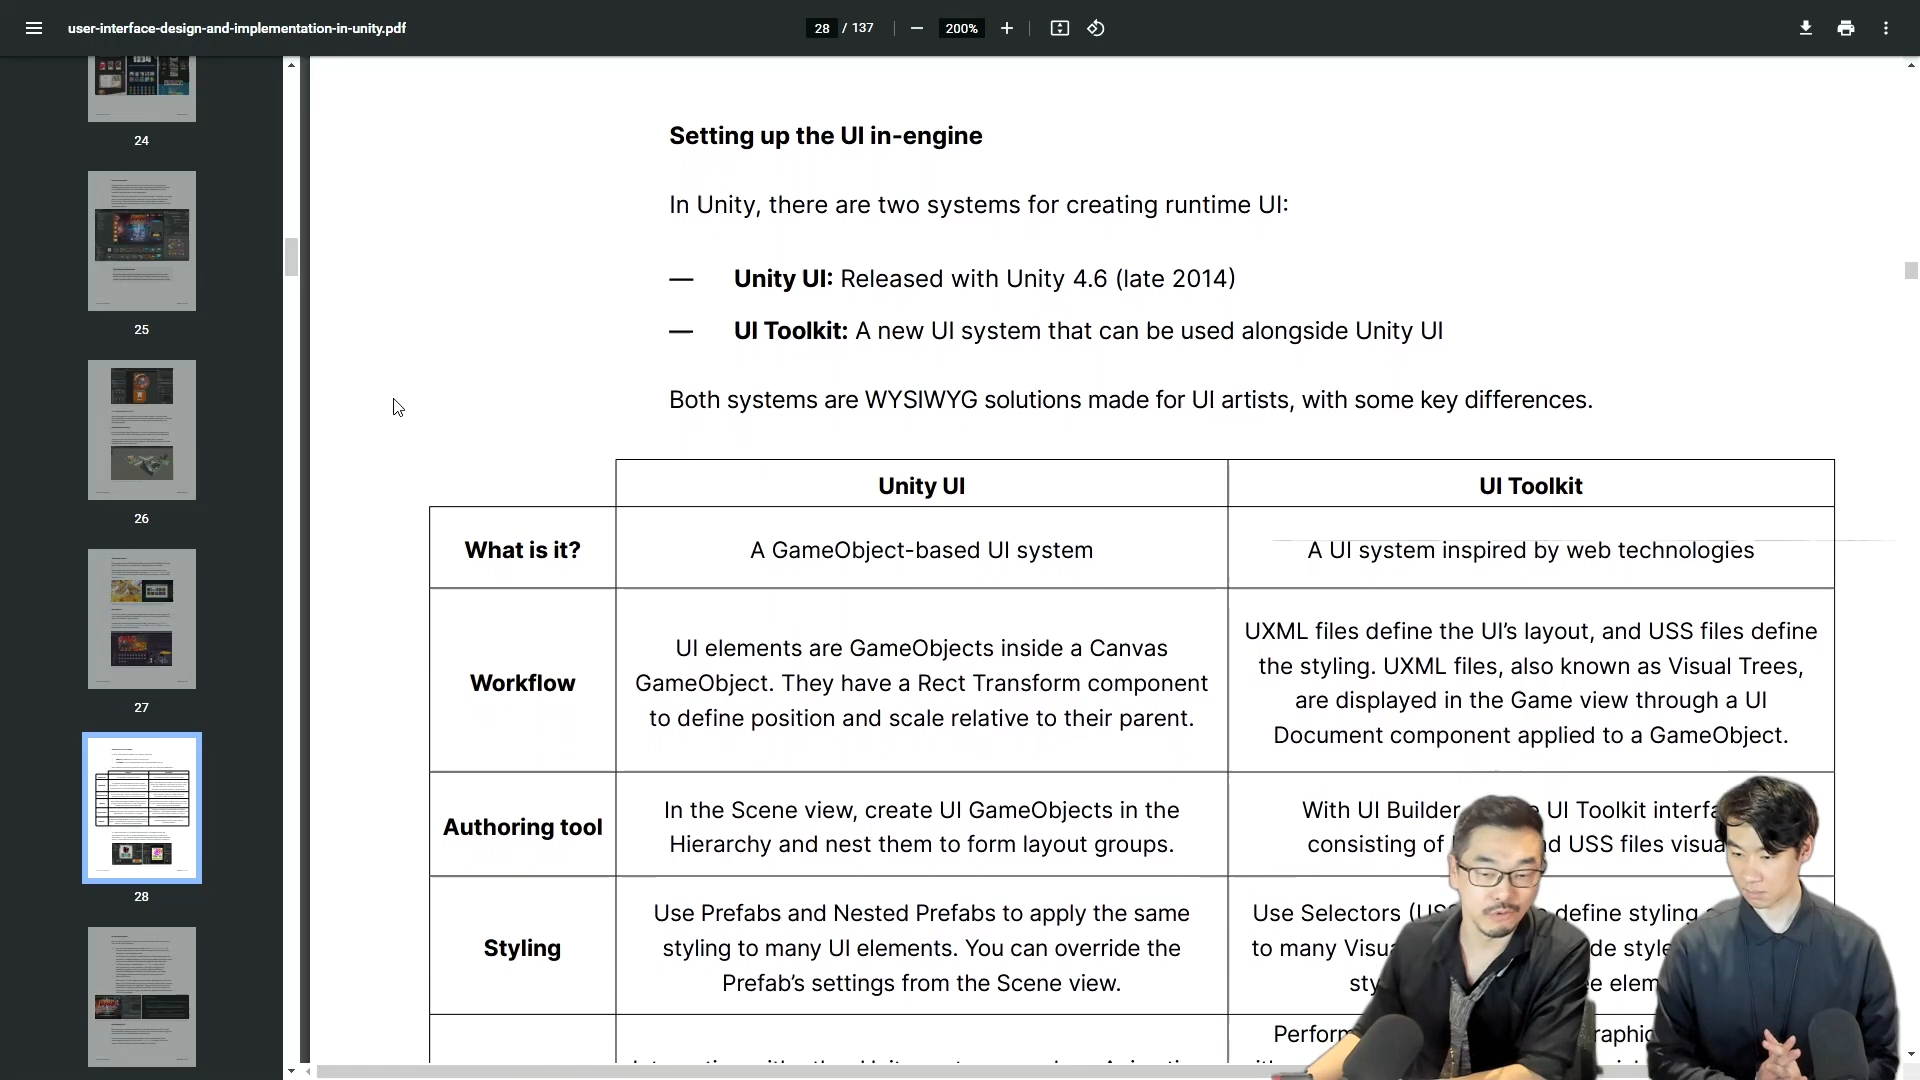 user-interface-design-and-implementation-in-unity.pdf
28 / 137
200%
24
25
26
27
28
Setting up the UI in-engine
In Unity, there are two systems for creating runtime UI:
— Unity UI: Released with Unity 4.6 (late 2014)
— UI Toolkit: A new UI system that can be used alongside Unity UI
Both systems are WYSIWYG solutions made for UI artists, with some key differences.
Unity UI
UI Toolkit
What is it?
A GameObject-based UI system
A UI system inspired by web technologies
Workflow
UI elements are GameObjects inside a Canvas
GameObject. They have a Rect Transform component
to define position and scale relative to their parent.
UXML files define the UI’s layout, and USS files define
the styling. UXML files, also known as Visual Trees,
are displayed in the Game view through a UI
Document component applied to a GameObject.
Authoring tool
In the Scene view, create UI GameObjects in the
Hierarchy and nest them to form layout groups.
With UI Builder UI Toolkit
consisting of USS files
Styling
Use Prefabs and Nested Prefabs to apply the same
styling to many UI elements. You can override the
Prefab’s settings from the Scene view.
Use Selectors define styling
to many